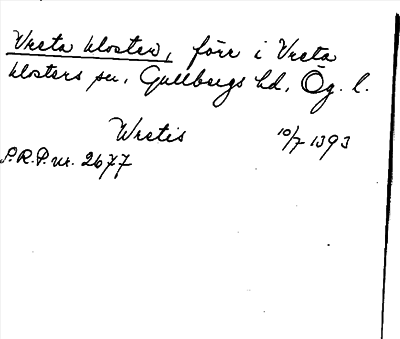 Vreta kloster, förr i Vreta
klosters sn, Gullbergs hd, Ög. l.
Wretis 10/7 1393
S.R.P. nr. 2677